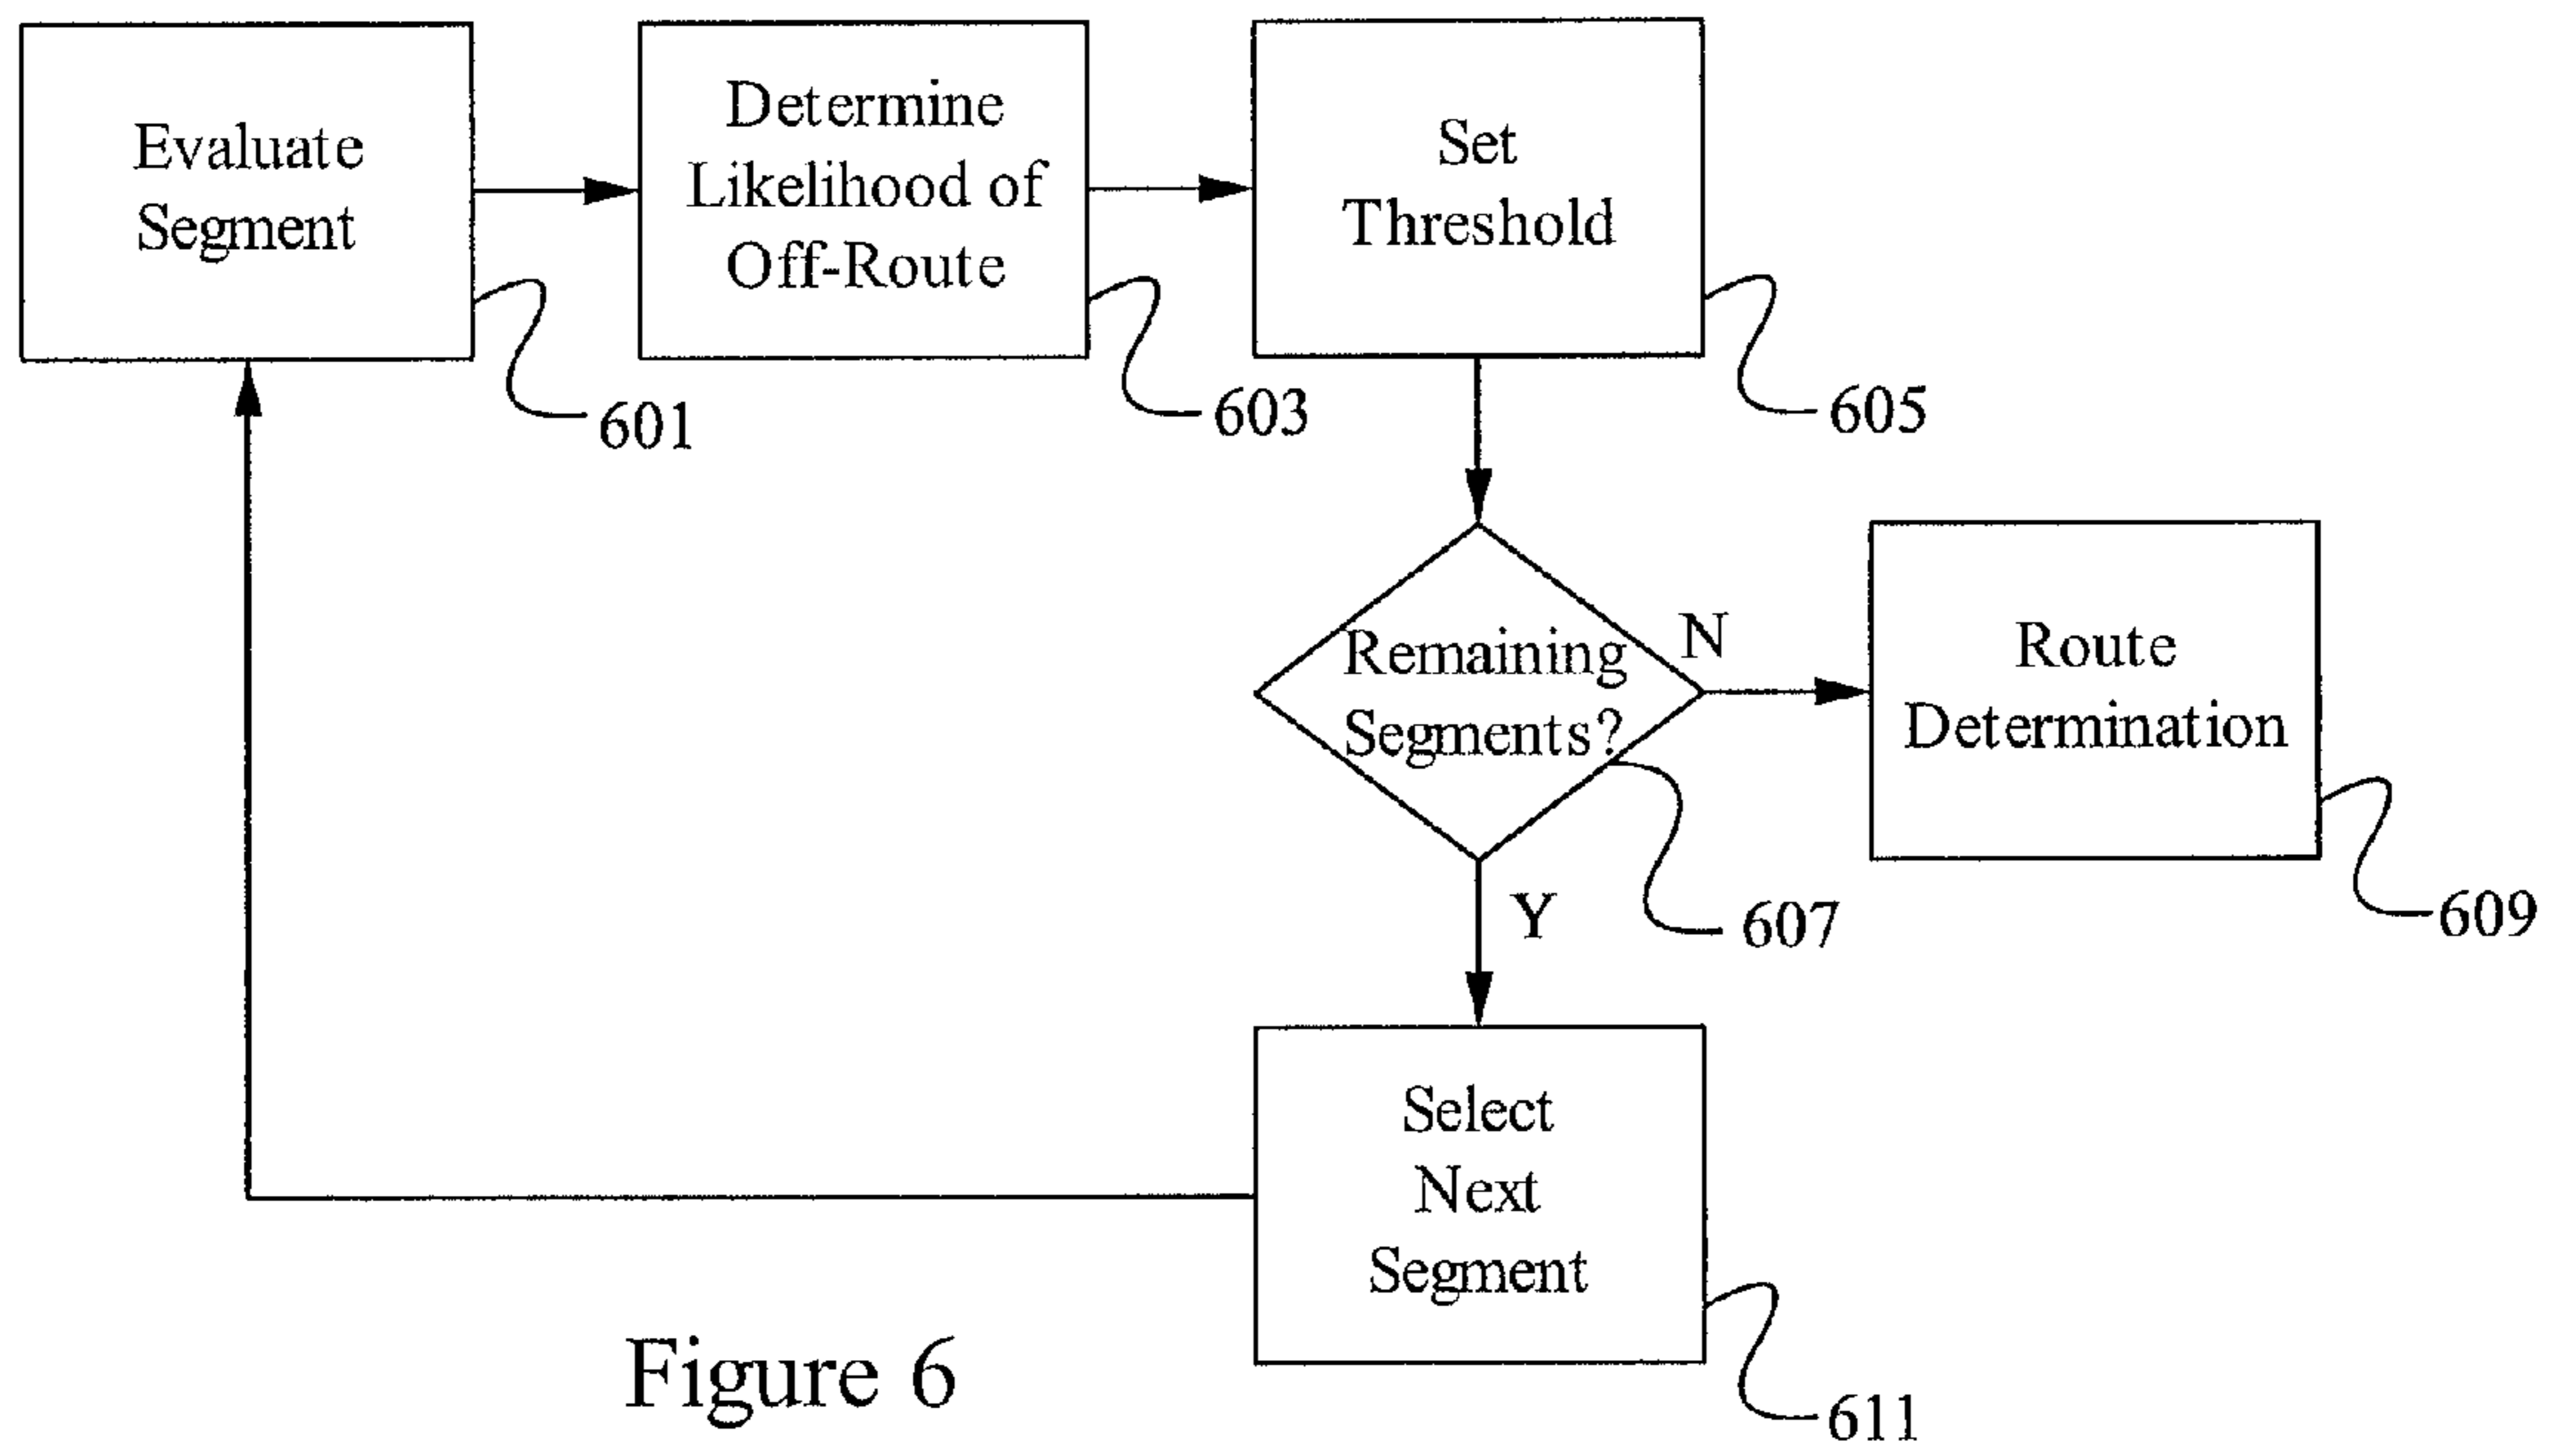 Evaluate
Segment
601
Determine
Likelihood of
Off-Route
603
Set
Threshold
605
Remaining
Segments?
607
N
Y
Route
Determination
609
Select
Next
Segment
611
Figure 6